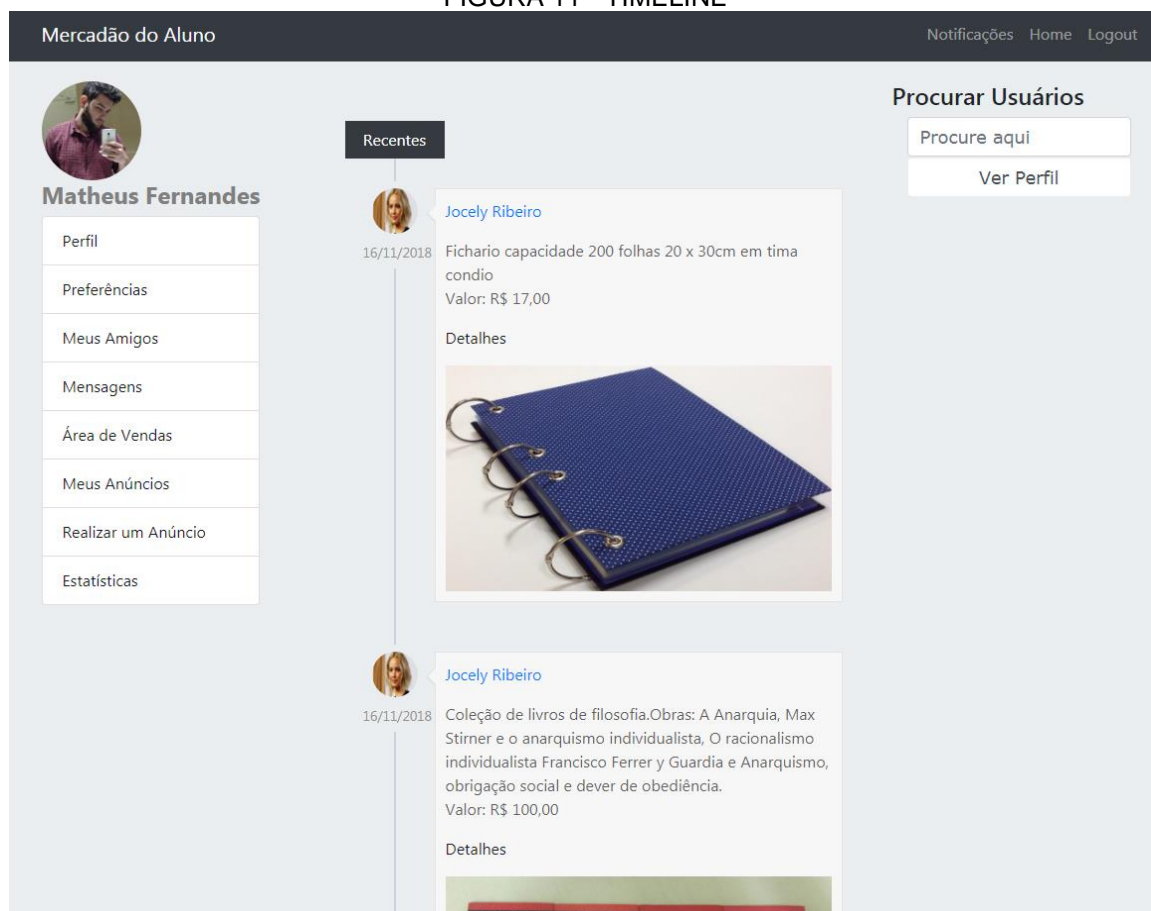 FIGURA 11 - TIMELINE
Mercadão do Aluno
Notificações Home Logout
Matheus Fernandes
Perfil
Preferências
Meus Amigos
Mensagens
Área de Vendas
Meus Anúncios
Realizar um Anúncio
Estatísticas
Recentes
16/11/2018
Jocely Ribeiro
Fichario capacidade 200 folhas 20 x 30cm em tima
condio
Valor: R$ 17,00
Detalhes
16/11/2018
Jocely Ribeiro
Coleção de livros de filosofia.Obras: A Anarquia, Max
Stirner e o anarquismo individualista, O racionalismo
individualista Francisco Ferrer y Guardia e Anarquismo,
obrigação social e dever de obediência.
Valor: R$ 100,00
Detalhes
Procurar Usuários
Procure aqui
Ver Perfil